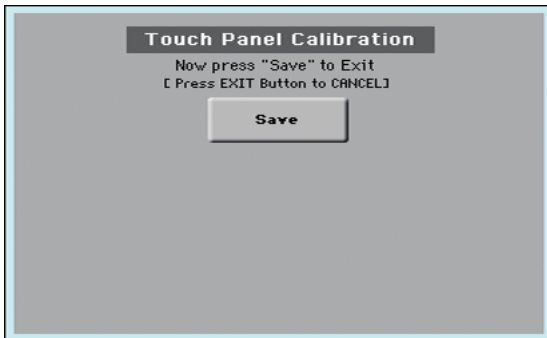 Touch Panel Calibration
Now press "Save" to Exit
[ Press EXIT Button to CANCEL]
Save